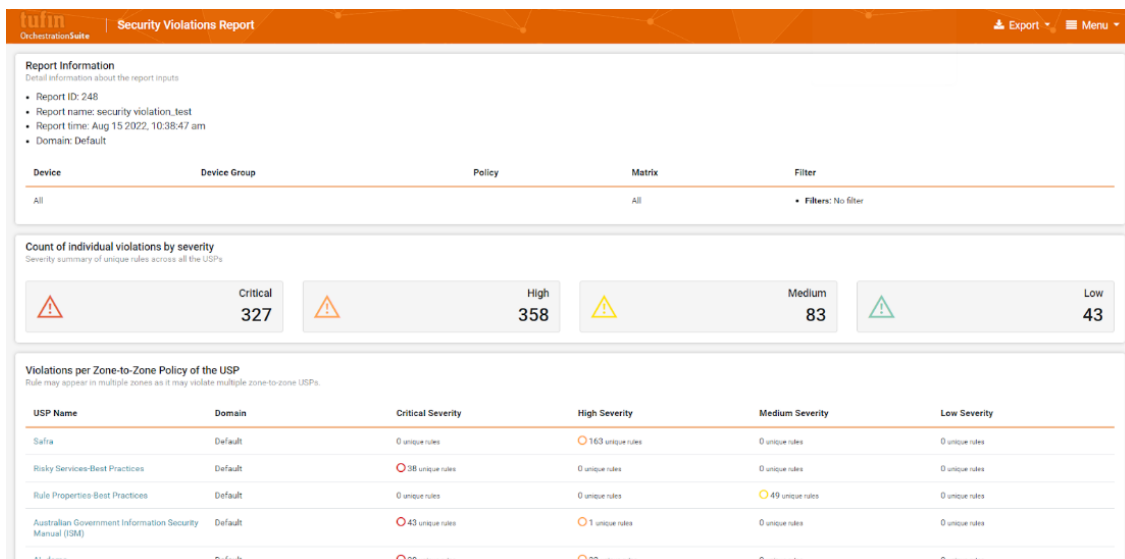 tufin
OrchestrationSuite
Security Violations Report
Export
Menu
Report Information
Detail information about the report inputs
• Report ID: 248
• Report name: security violation_test
• Report time: Aug 15 2022, 10:38:47 am
• Domain: Default
Device Device Group Policy Matrix Filter
All All • Filters: No filter
Count of individual violations by severity
Severity summary of unique rules across all the USPs
Critical
327
High
358
Medium
83
Low
43
Violations per Zone-to-Zone Policy of the USP
Rule may appear in multiple zones as it may violate multiple zone-to-zone USPs.
USP Name Domain Critical Severity High Severity Medium Severity Low Severity
Safra Default 0 unique rules 163 unique rules 0 unique rules 0 unique rules
Risky Services-Best Practices Default 38 unique rules 0 unique rules 0 unique rules 0 unique rules
Rule Properties-Best Practices Default 0 unique rules 0 unique rules 49 unique rules 0 unique rules
Australian Government Information Security Default 43 unique rules 1 unique rules 0 unique rules 0 unique rules
Manual (ISM)